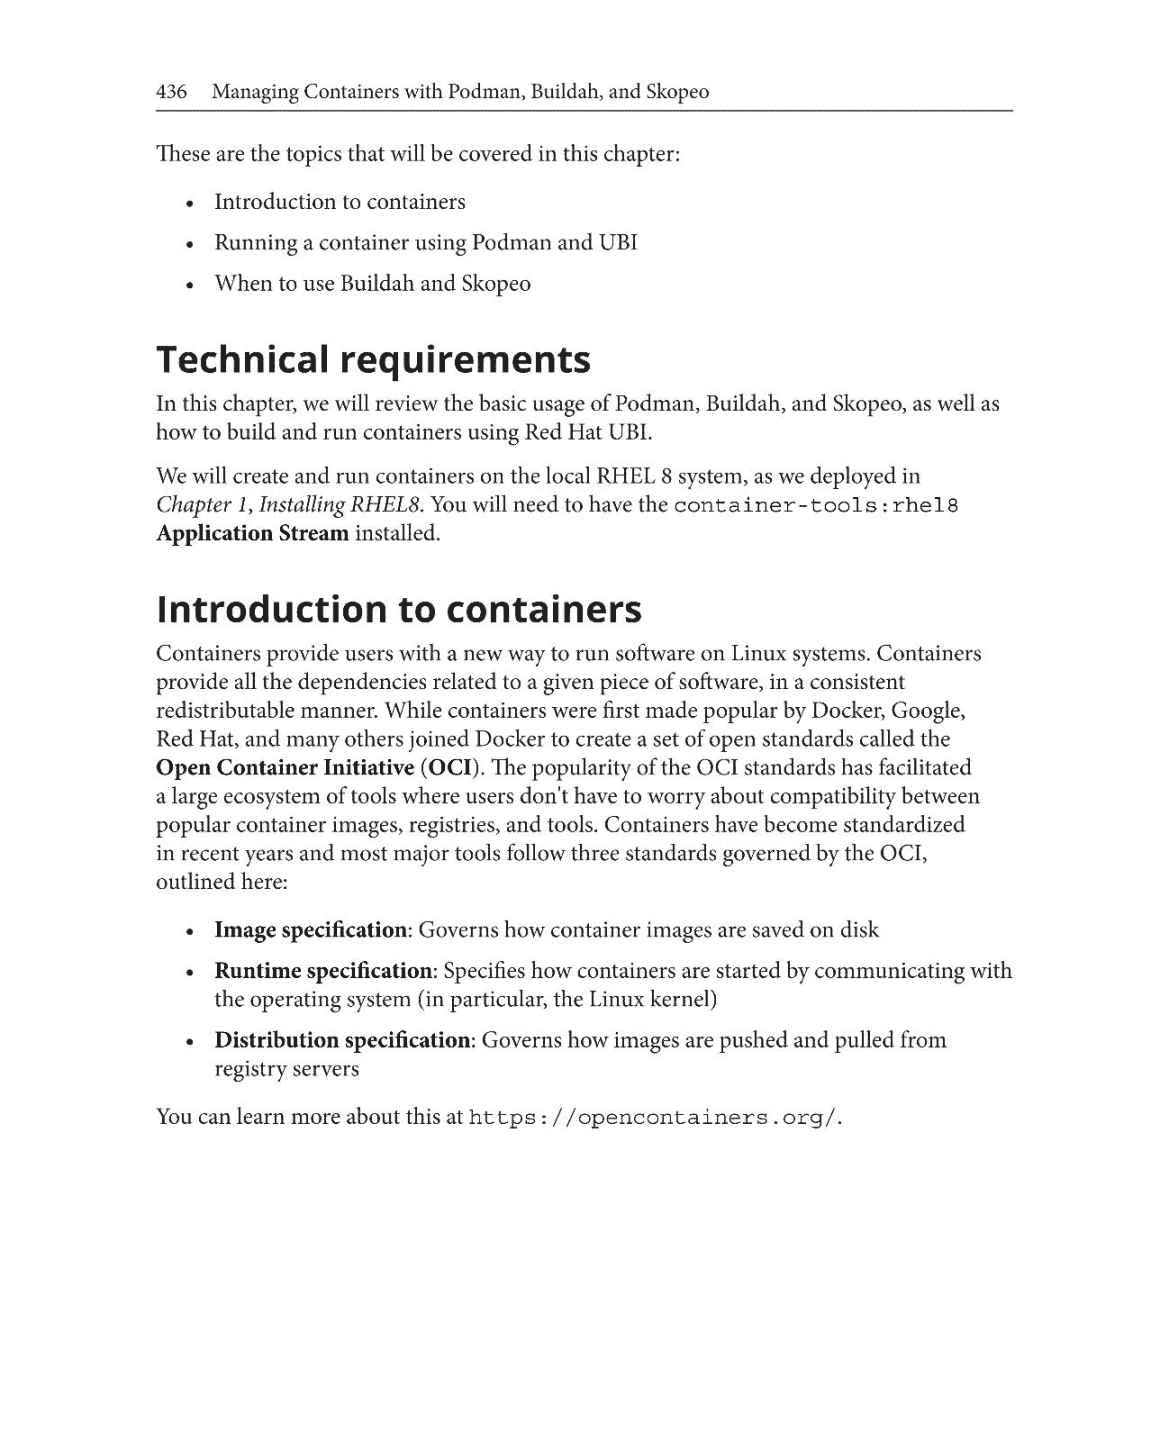 436 Managing Containers with Podman, Buildah, and Skopeo
These are the topics that will be covered in this chapter:
• Introduction to containers
• Running a container using Podman and UBI
• When to use Buildah and Skopeo
Technical requirements
In this chapter, we will review the basic usage of Podman, Buildah, and Skopeo, as well as
how to build and run containers using Red Hat UBI.
We will create and run containers on the local RHEL 8 system, as we deployed in
Chapter 1, Installing RHEL8. You will need to have the container-tools:rhel8
Application Stream installed.
Introduction to containers
Containers provide users with a new way to run software on Linux systems. Containers
provide all the dependencies related to a given piece of software, in a consistent
redistributable manner. While containers were first made popular by Docker, Google,
Red Hat, and many others joined Docker to create a set of open standards called the
Open Container Initiative (OCI). The popularity of the OCI standards has facilitated
a large ecosystem of tools where users don't have to worry about compatibility between
popular container images, registries, and tools. Containers have become standardized
in recent years and most major tools follow three standards governed by the OCI,
outlined here:
• Image specification: Governs how container images are saved on disk
• Runtime specification: Specifies how containers are started by communicating with
the operating system (in particular, the Linux kernel)
• Distribution specification: Governs how images are pushed and pulled from
registry servers
You can learn more about this at https://opencontainers.org/.